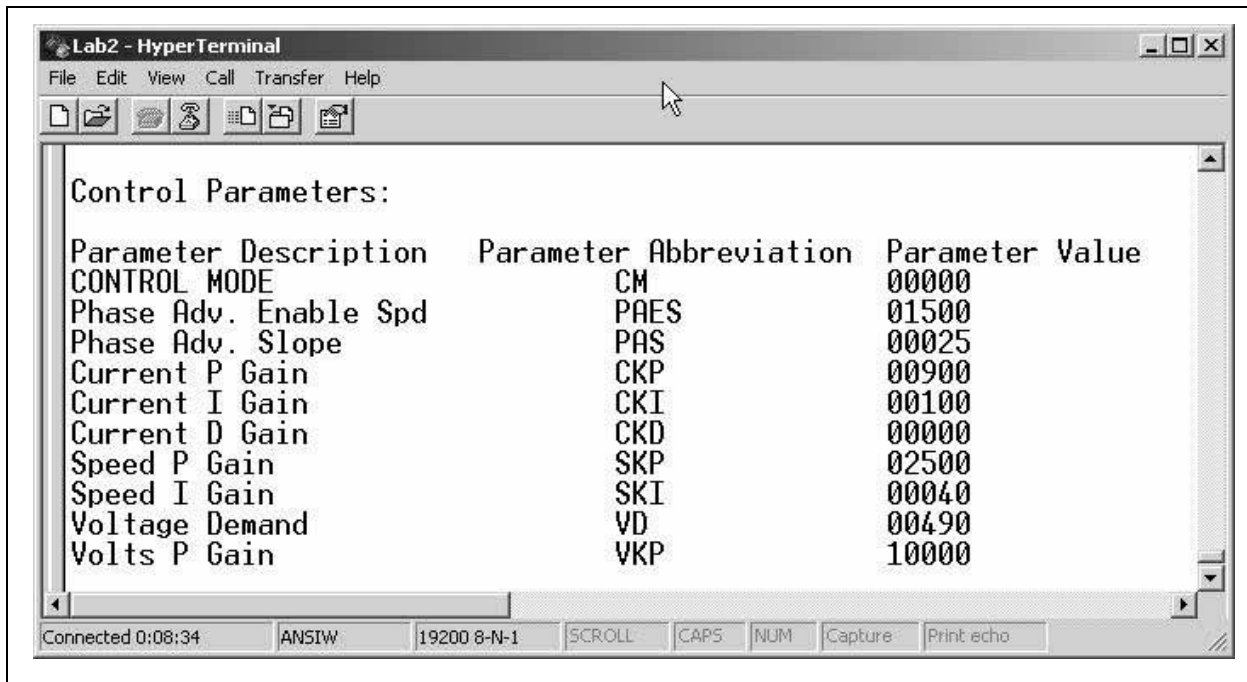 Lab2 - HyperTerminal
File Edit View Call Transfer Help
Control Parameters:
Parameter Description Parameter Abbreviation Parameter Value
CONTROL MODE CM 00000
Phase Adv. Enable Spd PAES 01500
Phase Adv. Slope PAS 00025
Current P Gain CKP 00900
Current I Gain CKI 00100
Current D Gain CKD 00000
Speed P Gain SKP 02500
Speed I Gain SKI 00040
Voltage Demand VD 00490
Volts P Gain VKP 10000
Connected 0:08:34 ANSIW 19200 8-N-1 SCROLL CAPS NUM Capture Print echo